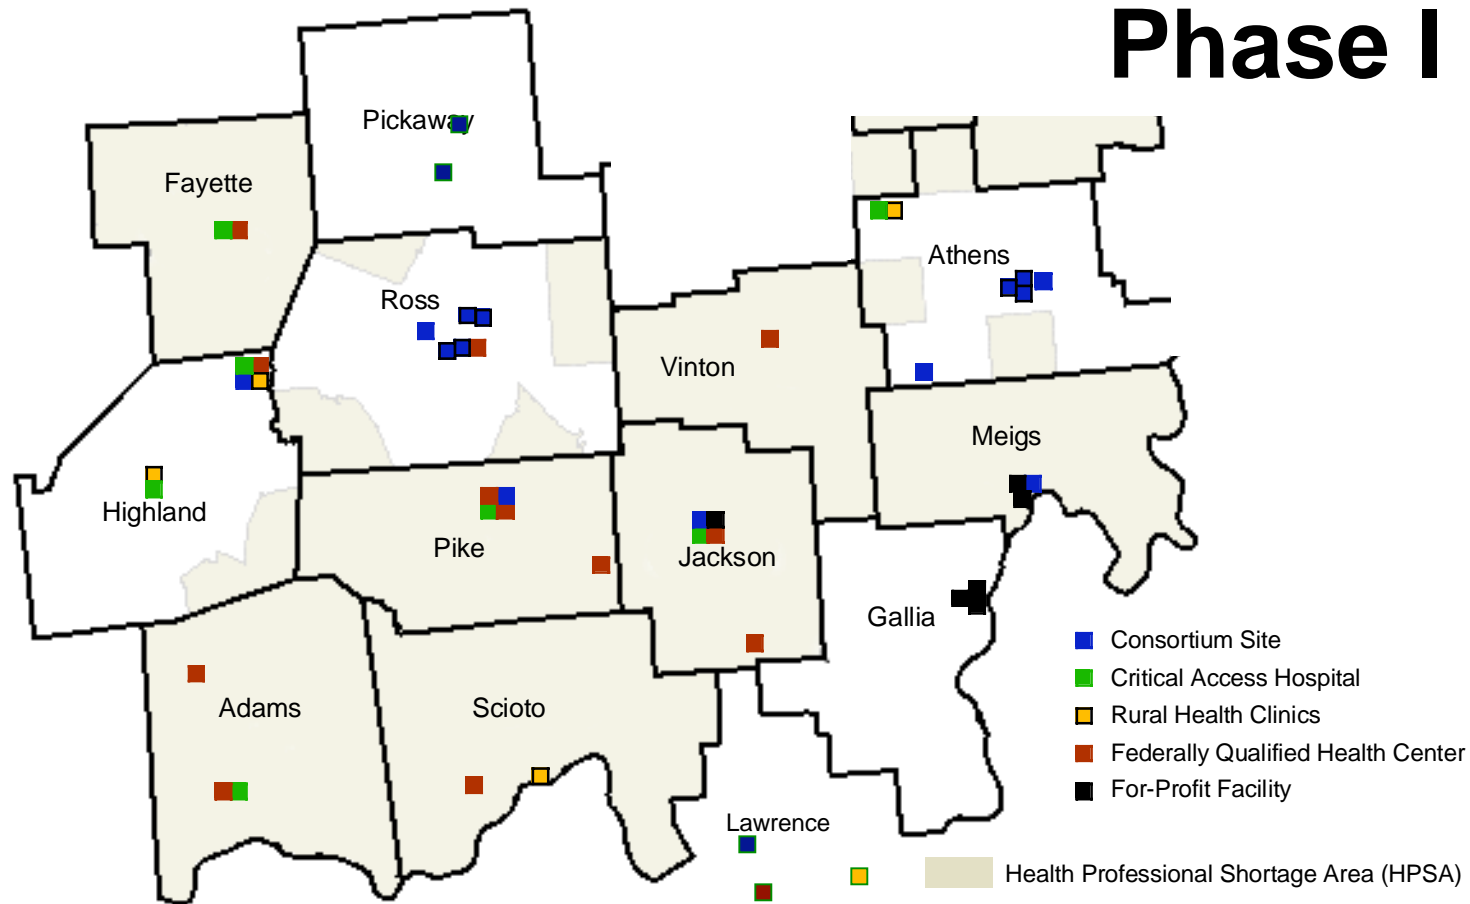 Phase I
Pickaway
Fayette
Athens
Ross
Vinton
Meigs
Highland
Pike
Jackson
Gallia
Consortium Site
Critical Access Hospital
Adams
Scioto
Rural Health Clinics
Federally Qualified Health Center
For-Profit Facility
Lawrence
Health Professional Shortage Area (HPSA)